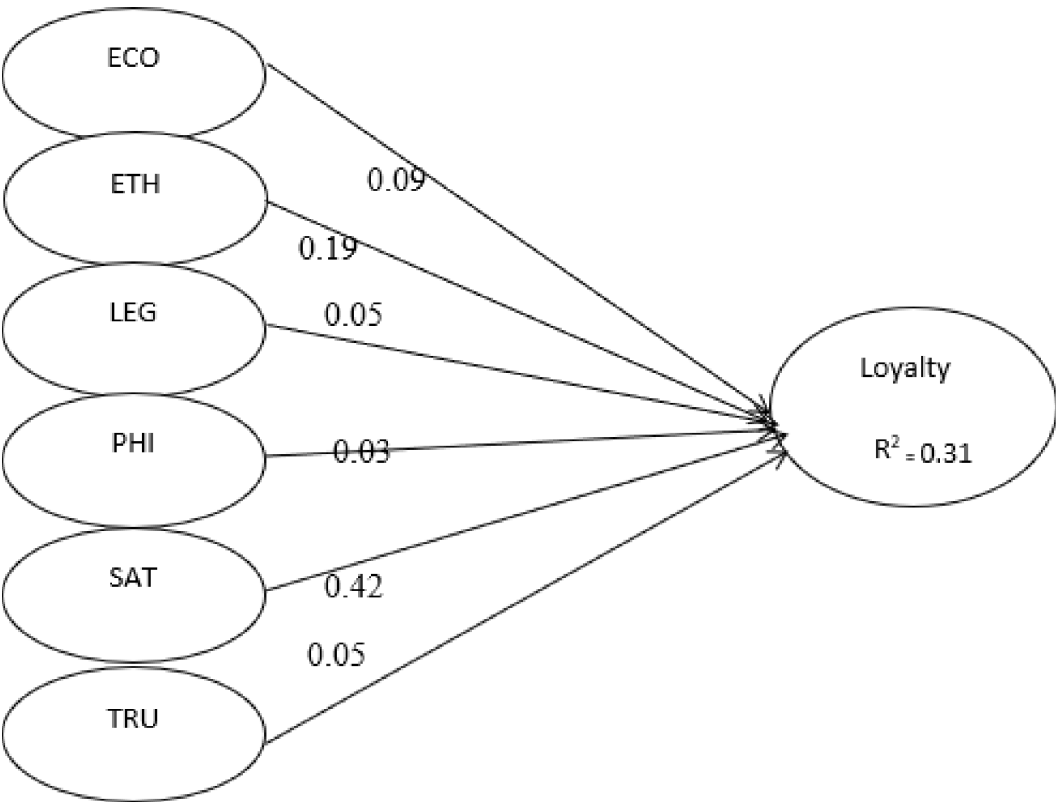 ECO
0.09
ETH
0.19
LEG
0.05
PHI
0.03
SAT
0.42
0.05
TRU
Loyalty
R² = 0.31